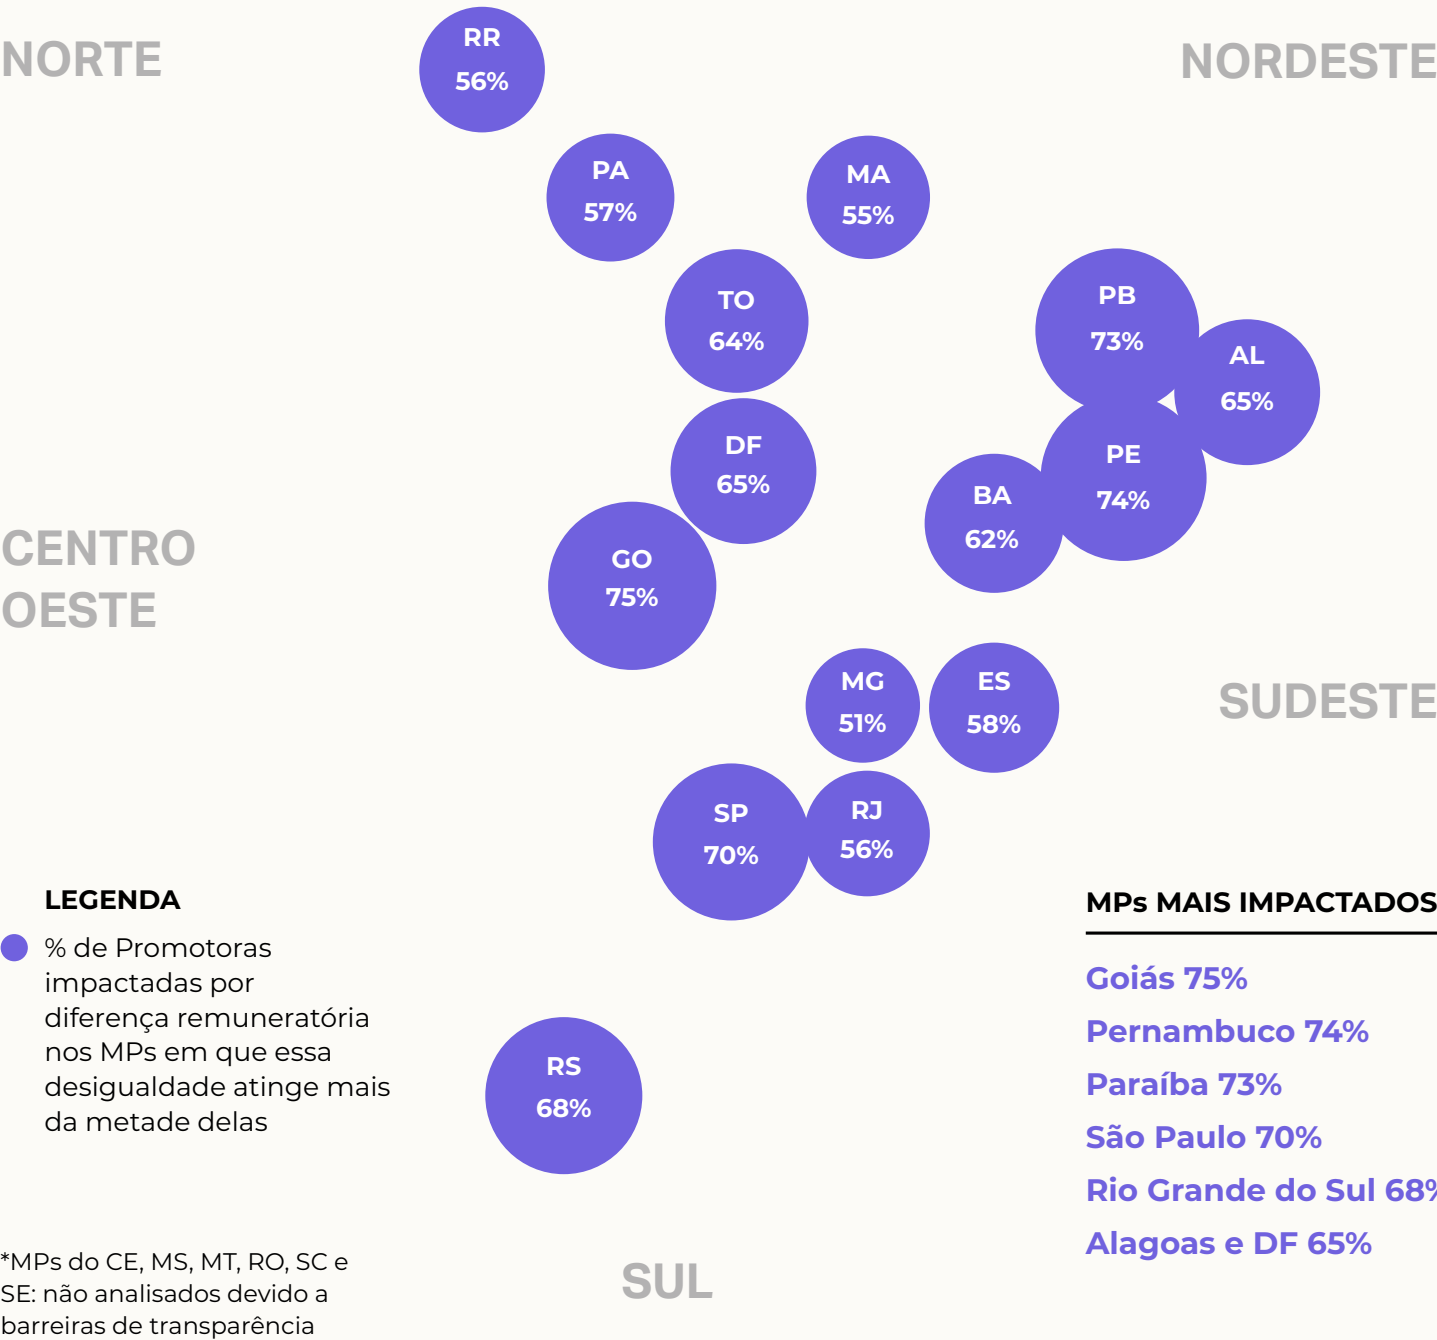 NORTE
NORDESTE
RR
56%
PA
57%
MA
55%
TO
64%
PB
73%
AL
65%
DF
65%
PE
74%
BA
62%
GO
75%
CENTRO
OESTE
MG
51%
ES
58%
SUDESTE
SP
70%
RJ
56%
LEGENDA
% de Promotoras
impactadas por
diferença remuneratória
nos MPs em que essa
desigualdade atinge mais
da metade delas
MPs MAIS IMPACTADOS
Goiás 75%
Pernambuco 74%
Paraíba 73%
São Paulo 70%
Rio Grande do Sul 68%
Alagoas e DF 65%
RS
68%
*MPs do CE, MS, MT, RO, SC e
SE: não analisados devido a
barreiras de transparência
SUL